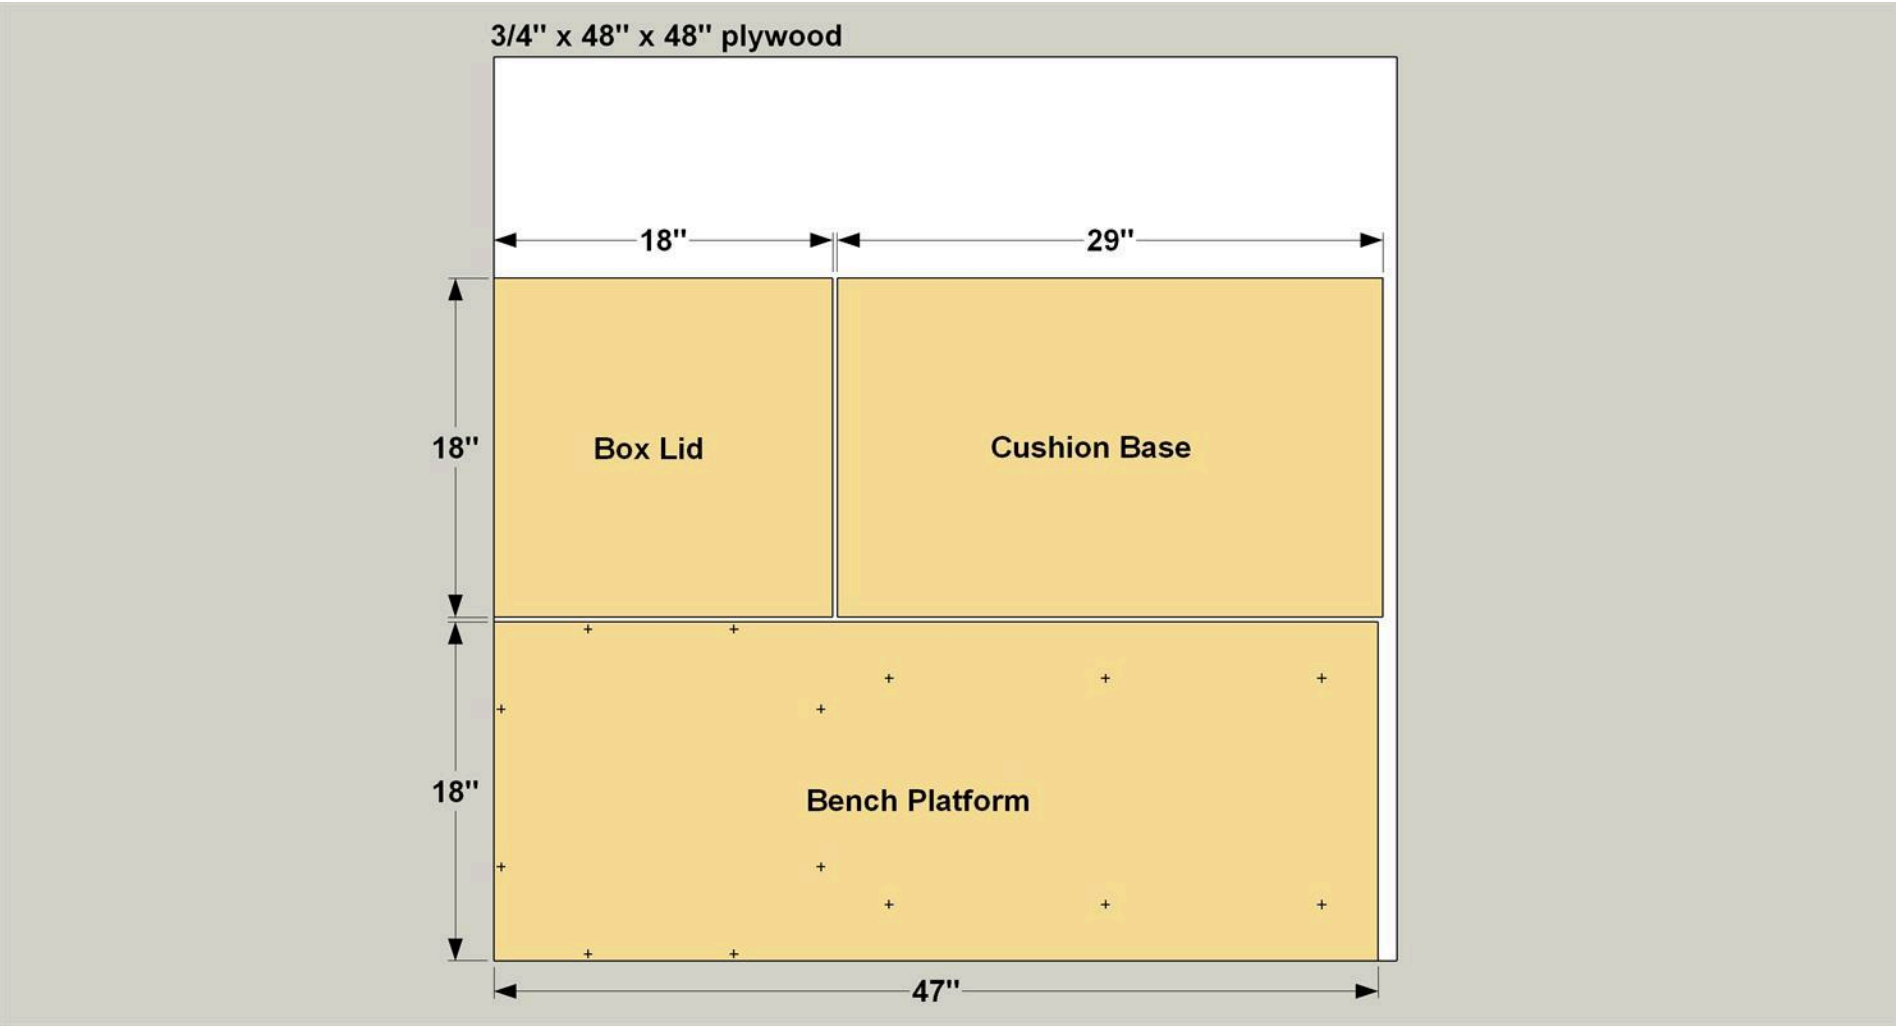 3/4" x 48" x 48" plywood
18"
29"
18"
Box Lid
Cushion Base
18"
Bench Platform
47"